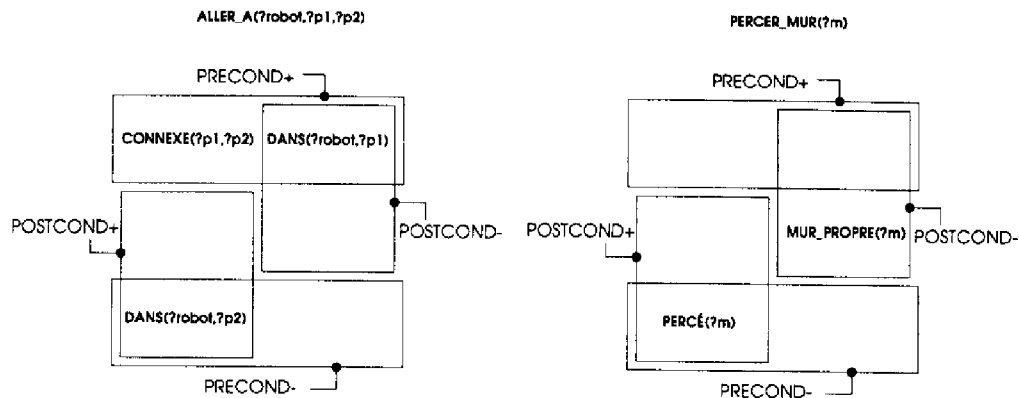 ALLER_A(?robot,?p1,?p2)
PRECOND+
CONNEXE(?p1,?p2)
DANS(?robot,?p1)
POSTCOND+
POSTCOND-
DANS(?robot,?p2)
PRECOND-
PERCER_MUR(?m)
PRECOND+
POSTCOND+
MUR_PROPRE(?m)
POSTCOND-
PERCÉ(?m)
PRECOND-